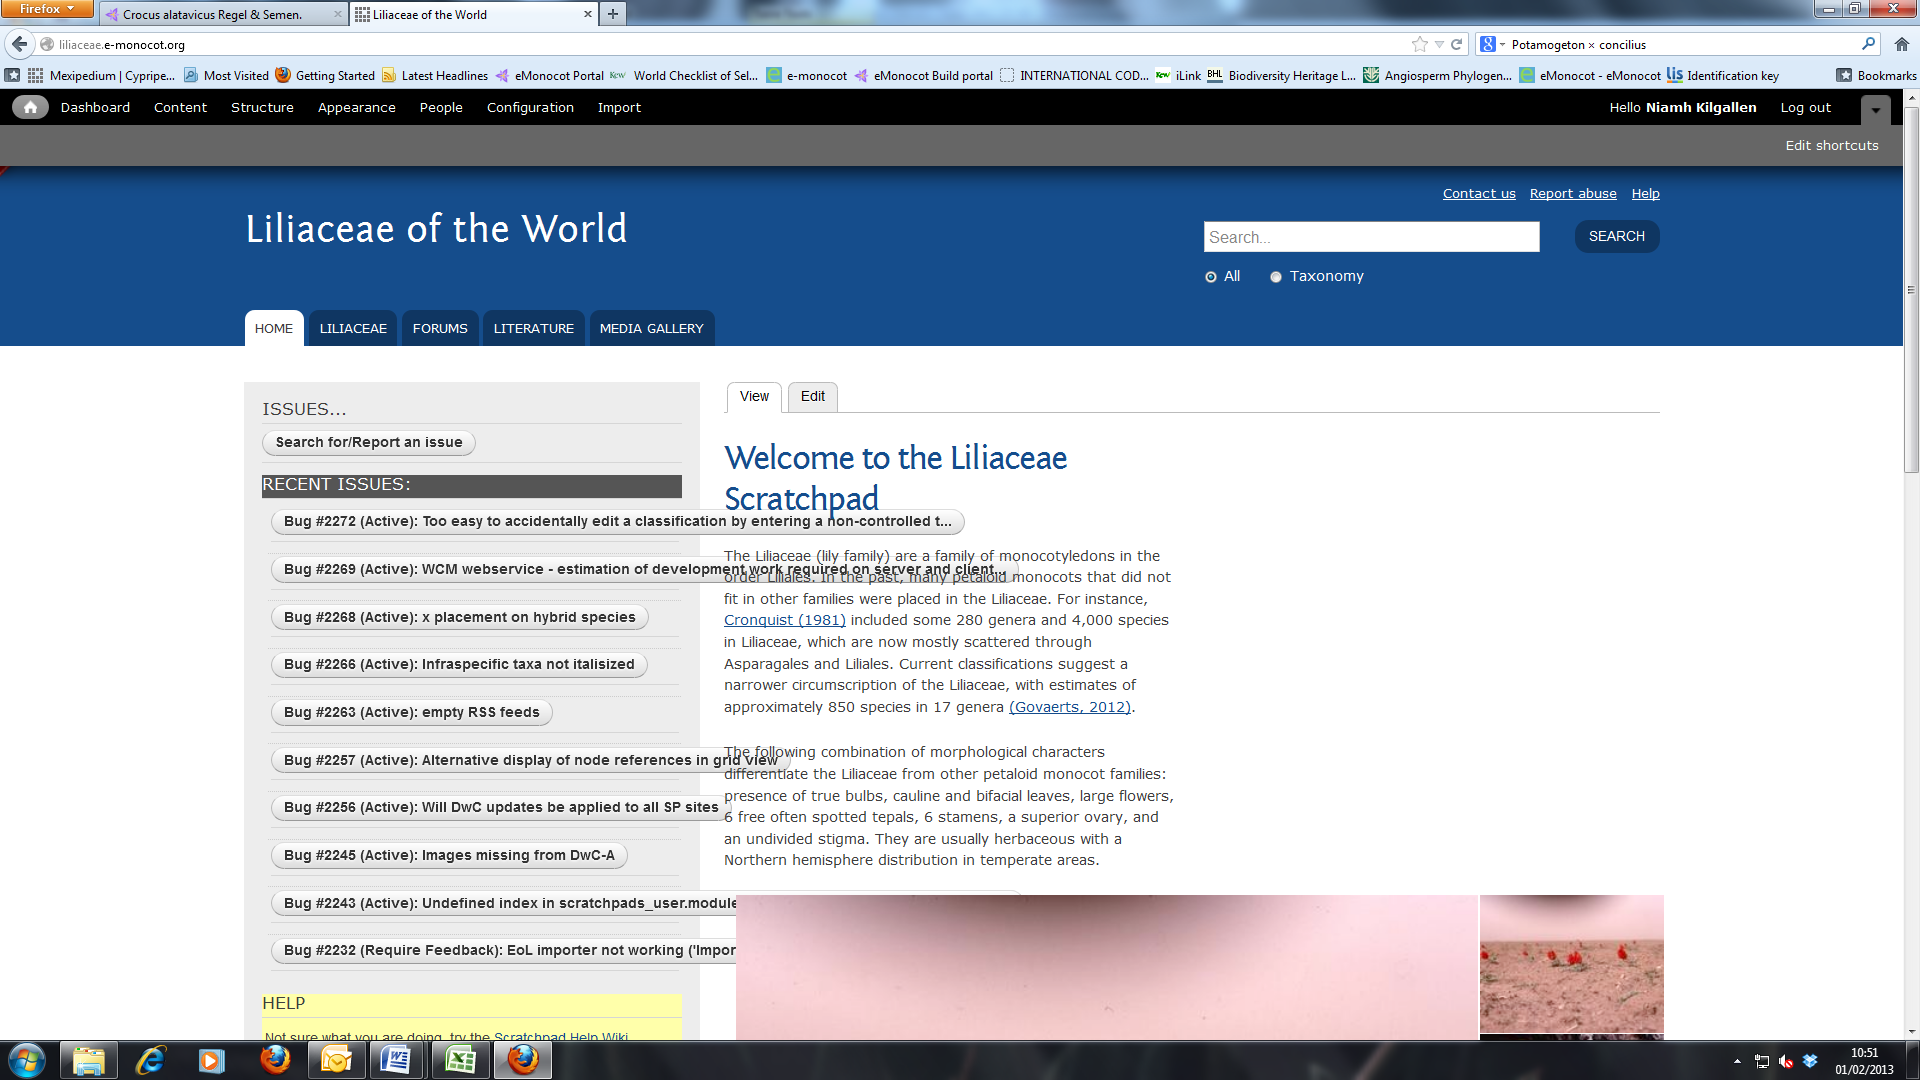 Firefox
Crocus alatavicus Regel & Semen.
Liliaceae of the World
liliaceae.e-monocot.org
Potamogeton × concilius
Mexipedium | Cypripe...
Most Visited
Getting Started
Latest Headlines
eMonocot Portal
Kew
World Checklist of Sel...
e-monocot
eMonocot Build portal
INTERNATIONAL COD...
Kew
iLink
BHL
Biodiversity Heritage L...
Angiosperm Phylogen...
eMonocot - eMonocot
lis
Identification key
Bookmarks
Dashboard
Content
Structure
Appearance
People
Configuration
Import
Hello Niamh Kilgallen
Log out
Edit shortcuts
Contact us
Report abuse
Help
Liliaceae of the World
Search...
SEARCH
All
Taxonomy
HOME
LILIACEAE
FORUMS
LITERATURE
MEDIA GALLERY
ISSUES...
Search for/Report an issue
RECENT ISSUES:
Bug #2272 (Active): Too easy to accidentally edit a classification by entering a non-controlled t...
Bug #2269 (Active): WCM webservice - estimation of development work required on server and client...
Bug #2268 (Active): x placement on hybrid species
Bug #2266 (Active): Infraspecific taxa not italisized
Bug #2263 (Active): empty RSS feeds
Bug #2257 (Active): Alternative display of node references in grid view
Bug #2256 (Active): Will DwC updates be applied to all SP sites
Bug #2245 (Active): Images missing from DwC-A
Bug #2243 (Active): Undefined index in scratchpads_user.module
Bug #2232 (Require Feedback): EoL importer not working ('Impor
HELP
Not sure what you are doing, try the Scratchpad Help Wiki
View
Edit
Welcome to the Liliaceae
Scratchpad
The Liliaceae (lily family) are a family of monocotyledons in the
order Liliales. In the past, many petaloid monocots that did not
fit in other families were placed in the Liliaceae. For instance,
Cronquist (1981) included some 280 genera and 4,000 species
in Liliaceae, which are now mostly scattered through
Asparagales and Liliales. Current classifications suggest a
narrower circumscription of the Liliaceae, with estimates of
approximately 850 species in 17 genera (Govaerts, 2012).
The following combination of morphological characters
differentiate the Liliaceae from other petaloid monocot families:
presence of true bulbs, cauline and bifacial leaves, large flowers,
6 free often spotted tepals, 6 stamens, a superior ovary, and
an undivided stigma. They are usually herbaceous with a
Northern hemisphere distribution in temperate areas.
10:51
01/02/2013